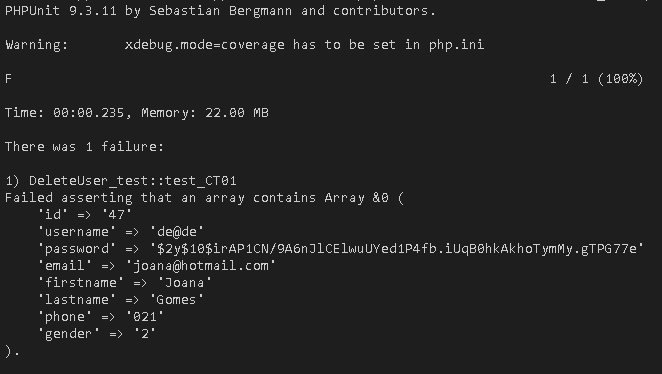 PHPUnit 9.3.11 by Sebastian Bergmann and contributors.
Warning:       xdebug.mode=coverage has to be set in php.ini
F                                                                   1 / 1 (100%)
Time: 00:00.235, Memory: 22.00 MB
There was 1 failure:
1) DeleteUser_test::test_CT01
Failed asserting that an array contains Array &0 (
    'id' => '47'
    'username' => 'de@de'
    'password' => '$2y$10$irAP1CN/9A6nJlCElwuUYed1P4fb.iUqB0hkAkhoTymMy.gTPG77e'
    'email' => 'joana@hotmail.com'
    'firstname' => 'Joana'
    'lastname' => 'Gomes'
    'phone' => '021'
    'gender' => '2'
).